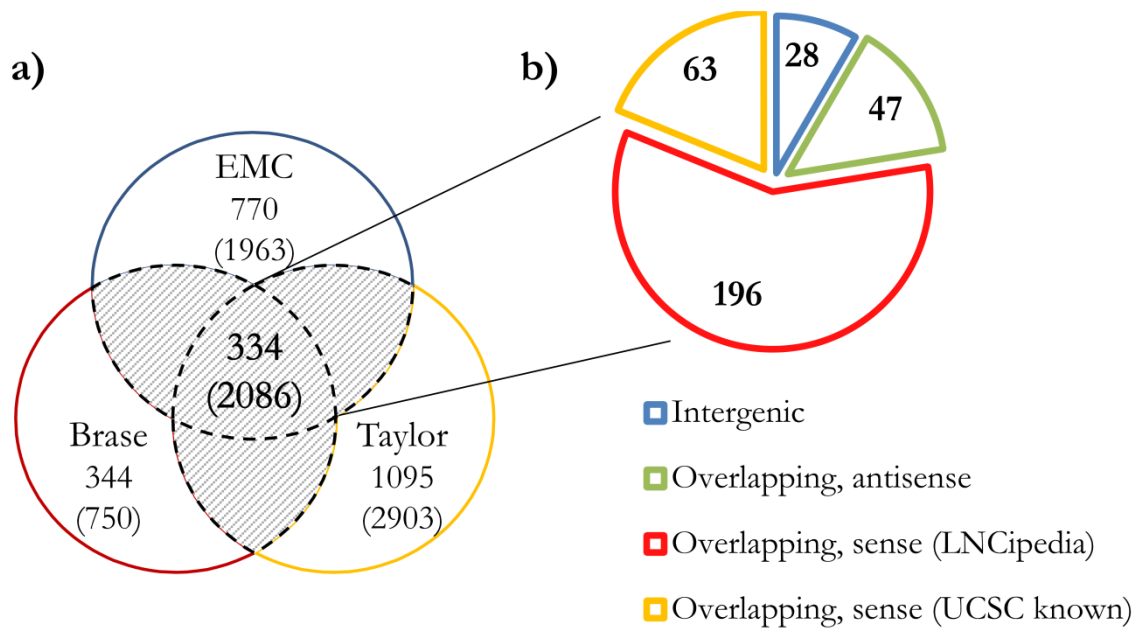 a)
EMC
770
(1963)
334
(2086)
Brase
344
(750)
Taylor
1095
(2903)
b)
63
28
47
196
Intergenic
Overlapping, antisense
Overlapping, sense (LNCipedia)
Overlapping, sense (UCSC known)